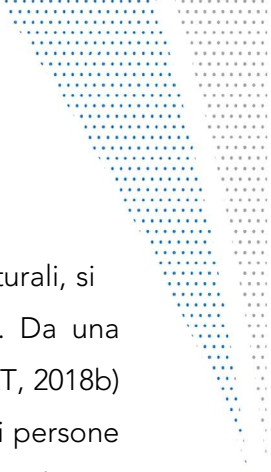 turali, si
. Da una
T, 2018b)
i persone